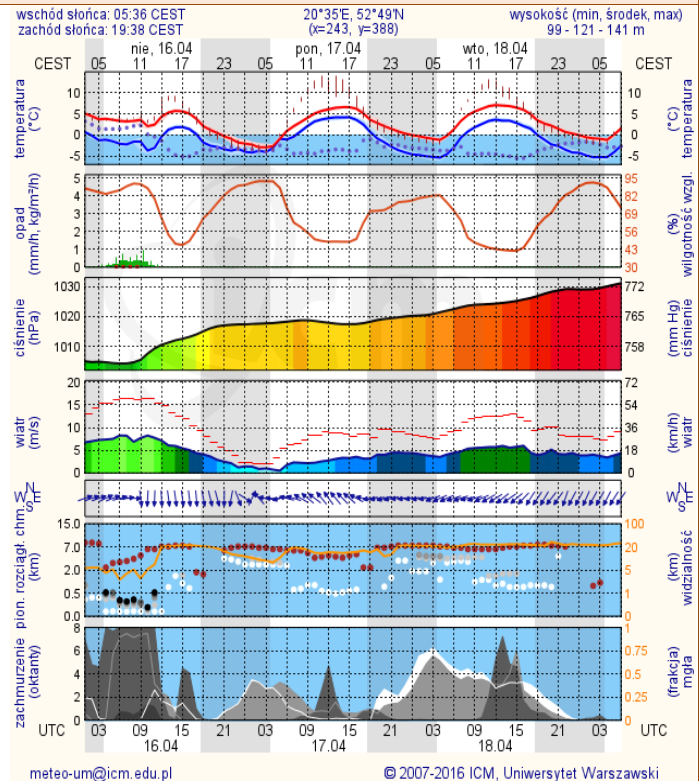 wschód słońca: 05:36 CEST 20°35'E, 52°49'N wysokość (min, środek, max)
zachód słońca: 19:38 CEST (x=243, y=388) 99 - 121 - 141 m
nie, 16.04 pon, 17.04 wto, 18.04
CEST 05 11 17 23 05 11 17 23 05 11 17 23 05 CEST
temperatura (°C) 10 5 0 -5 10 5 0 -5 temperatura (°C)
opad (mm/h, kg/m²/h) 5 4 3 2 1 0 95 82 69 56 43 30 (%) wilgotność wzgl.
ciśnienie (hPa) 1030 1020 1010 772 765 758 (mm Hg) ciśnienie
wiatr (m/s) 20 15 10 5 0 72 54 36 18 0 (km/h) wiatr
N W E S N W E S
pion. rozciągł. chm. (km) 15.0 7.0 2.0 0.5 0.0 100 20 5 1 0 (km) widzialność
zachmurzenie (oktanty) 8 6 4 2 0 1 0.75 0.5 0.25 0 (frakcja) mgła
UTC 03 09 15 21 03 09 15 21 03 09 15 21 03 UTC
16.04 17.04 18.04
meteo-um@icm.edu.pl © 2007-2016 ICM, Uniwersytet Warszawski